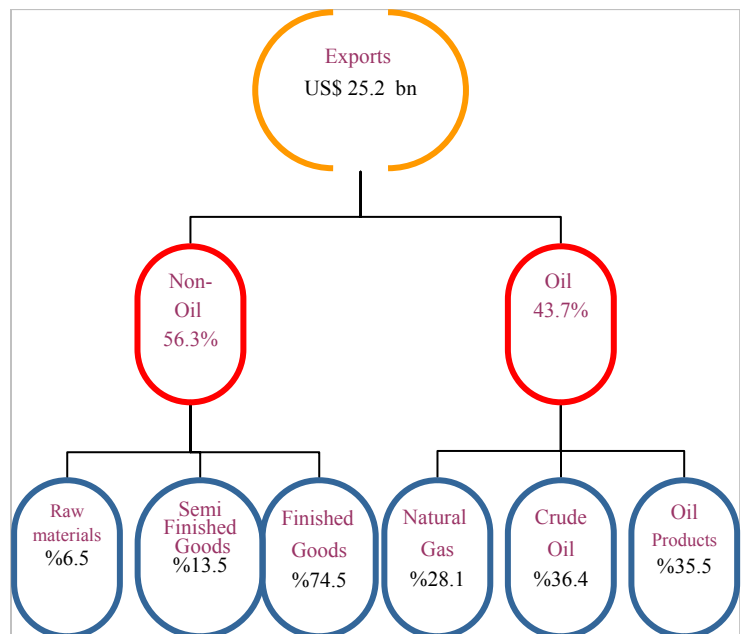 Exports
US$ 25.2 bn
Non-
Oil
56.3%
Oil
43.7%
Raw
materials
%6.5
Semi
Finished
Goods
%13.5
Finished
Goods
%74.5
Natural
Gas
%28.1
Crude
Oil
%36.4
Oil
Products
%35.5